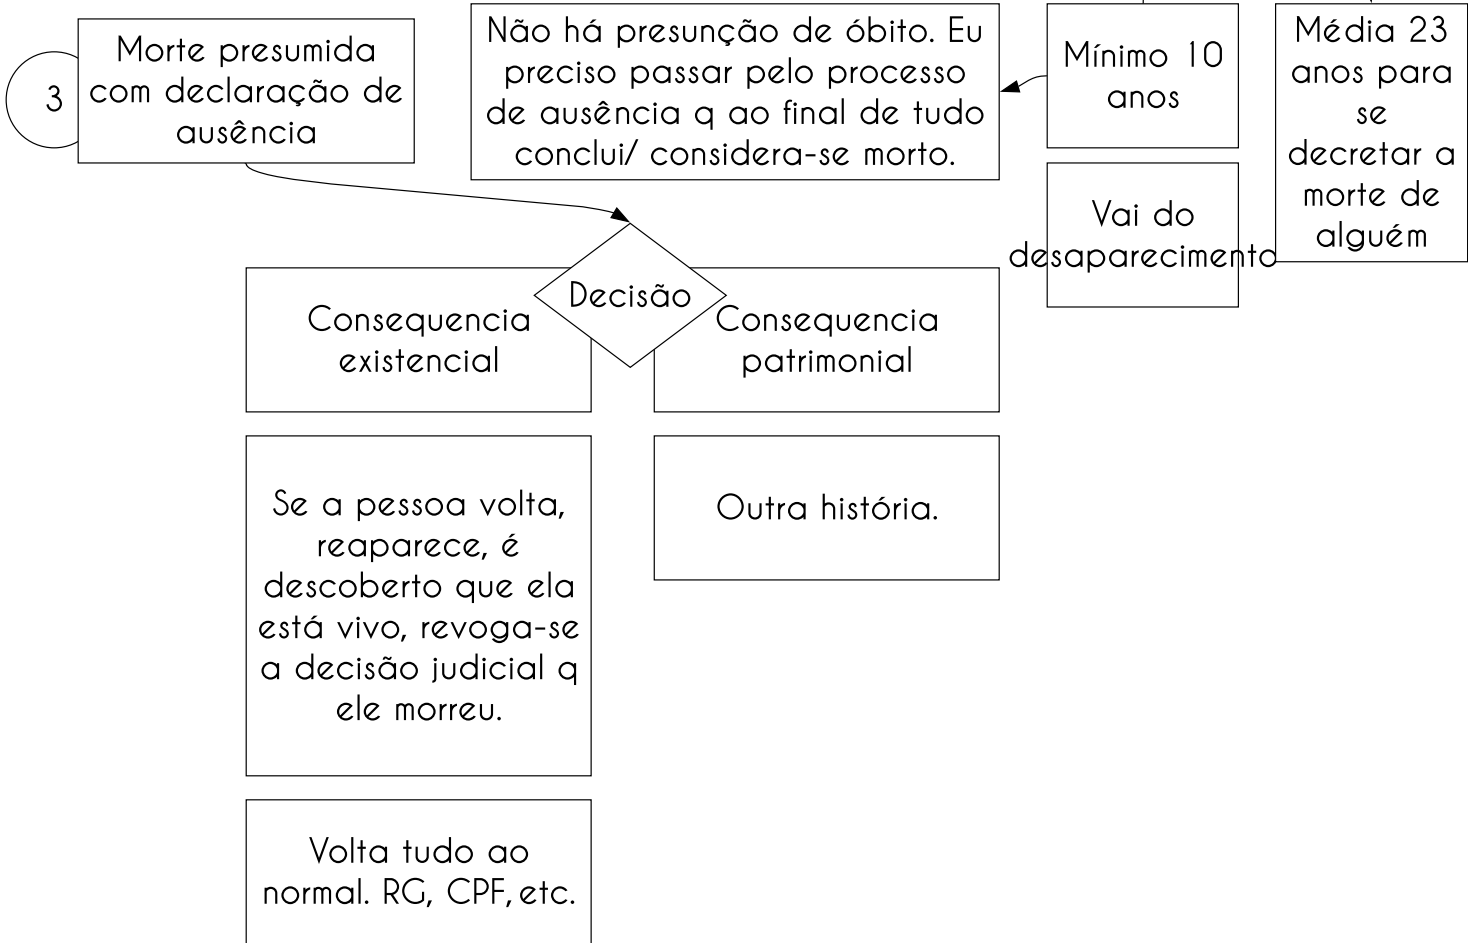 3
Morte presumida
com declaração de
ausência
Não há presunção de óbito. Eu
preciso passar pelo processo
de ausência q ao final de tudo
conclui/ considera-se morto.
Mínimo 10
anos
Média 23
anos para
se
decretar a
morte de
alguém
Vai do
desaparecimento
Decisão
Consequencia
existencial
Consequencia
patrimonial
Se a pessoa volta,
reaparece, é
descoberto que ela
está vivo, revoga-se
a decisão judicial q
ele morreu.
Outra história.
Volta tudo ao
normal. RG, CPF, etc.